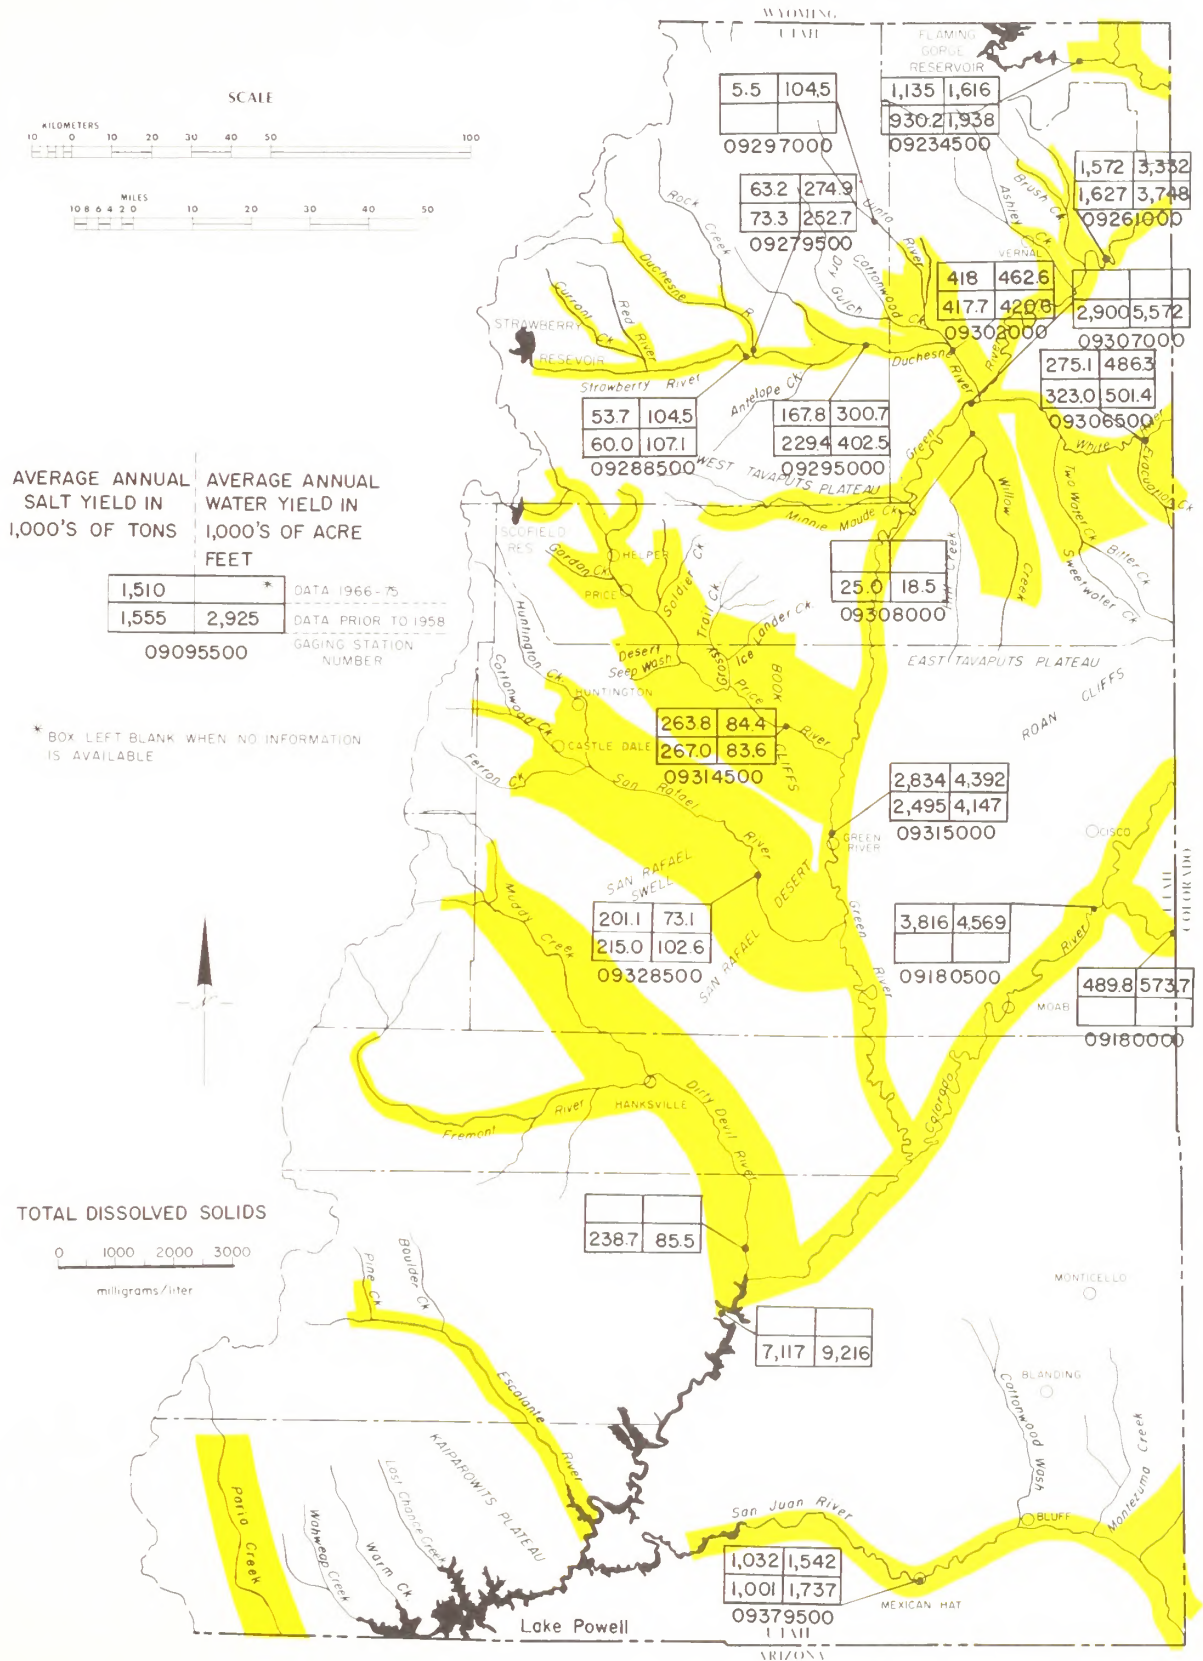 WYOMING
UTAH
FLAMING
GORGE
RESERVOIR
SCALE
KILOMETERS
10 0 10 20 30 40 50 100
MILES
10 8 6 4 2 0 10 20 30 40 50
5.5 104.5
09297000
1,135 1,616
930.2 1,938
09234500
1,572 3,332
1,627 3,748
09261000
63.2 274.9
73.3 252.7
09279500
Rock Creek
Uinta River
Dry Gulch
Cottonwood Ck
Ashley Ck
Brush Ck
VERNAL
418 462.6
417.7 420.6
09302000
2,900 5,572
09307000
Duchesne R
Currant Ck
Red River
STRAWBERRY
RESEVOIR
Strawberry River
Antelope Ck
Duchesne River
River
275.1 486.3
323.0 501.4
09306500
53.7 104.5
60.0 107.1
09288500
167.8 300.7
229.4 402.5
09295000
Green
White River
Evacuation Ck
WEST TAVAPUTS PLATEAU
AVERAGE ANNUAL
SALT YIELD IN
1,000'S OF TONS
AVERAGE ANNUAL
WATER YIELD IN
1,000'S OF ACRE
FEET
1,510 * DATA 1966-75
1,555 2,925 DATA PRIOR TO 1958
09095500 GAGING STATION
NUMBER
* BOX LEFT BLANK WHEN NO INFORMATION
IS AVAILABLE
SCOFIELD
RES
Minnie Maude Ck
Willow Creek
Two Water Ck
Bitter Ck
Sweetwater Ck
Hill Creek
HELPER
Gordon Ck
PRICE
Soldier Ck
Trail Ck.
Grassy
Ice Lander Ck.
25.0 18.5
09308000
Huntington Ck.
Cottonwood Ck
Desert
Seep Wash
EAST TAVAPUTS PLATEAU
ROAN CLIFFS
BOOK CLIFFS
Price River
HUNTINGTON
CASTLE DALE
Ferron Ck
263.8 84.4
267.0 83.6
09314500
San Rafael River
2,834 4,392
2,495 4,147
09315000
GREEN
RIVER
CISCO
UTAH
COLORADO
SAN RAFAEL
SWELL
SAN RAFAEL DESERT
Muddy Creek
201.1 73.1
215.0 102.6
09328500
Green River
3,816 4,569
09180500
River
489.8 573.7
09180000
MOAB
Colorado
Fremont River
HANKSVILLE
Dirty Devil River
TOTAL DISSOLVED SOLIDS
0 1000 2000 3000
milligrams/liter
238.7 85.5
7,117 9,216
Pine Ck
Boulder Ck
Escalante River
MONTICELLO
BLANDING
Cottonwood Wash
Montezuma Creek
KAIPAROWITS PLATEAU
Paria Creek
Wahweap Creek
Warm Ck.
Last Chance Creek
San Juan River
BLUFF
1,032 1,542
1,001 1,737
09379500
MEXICAN HAT
Lake Powell
UTAH
ARIZONA